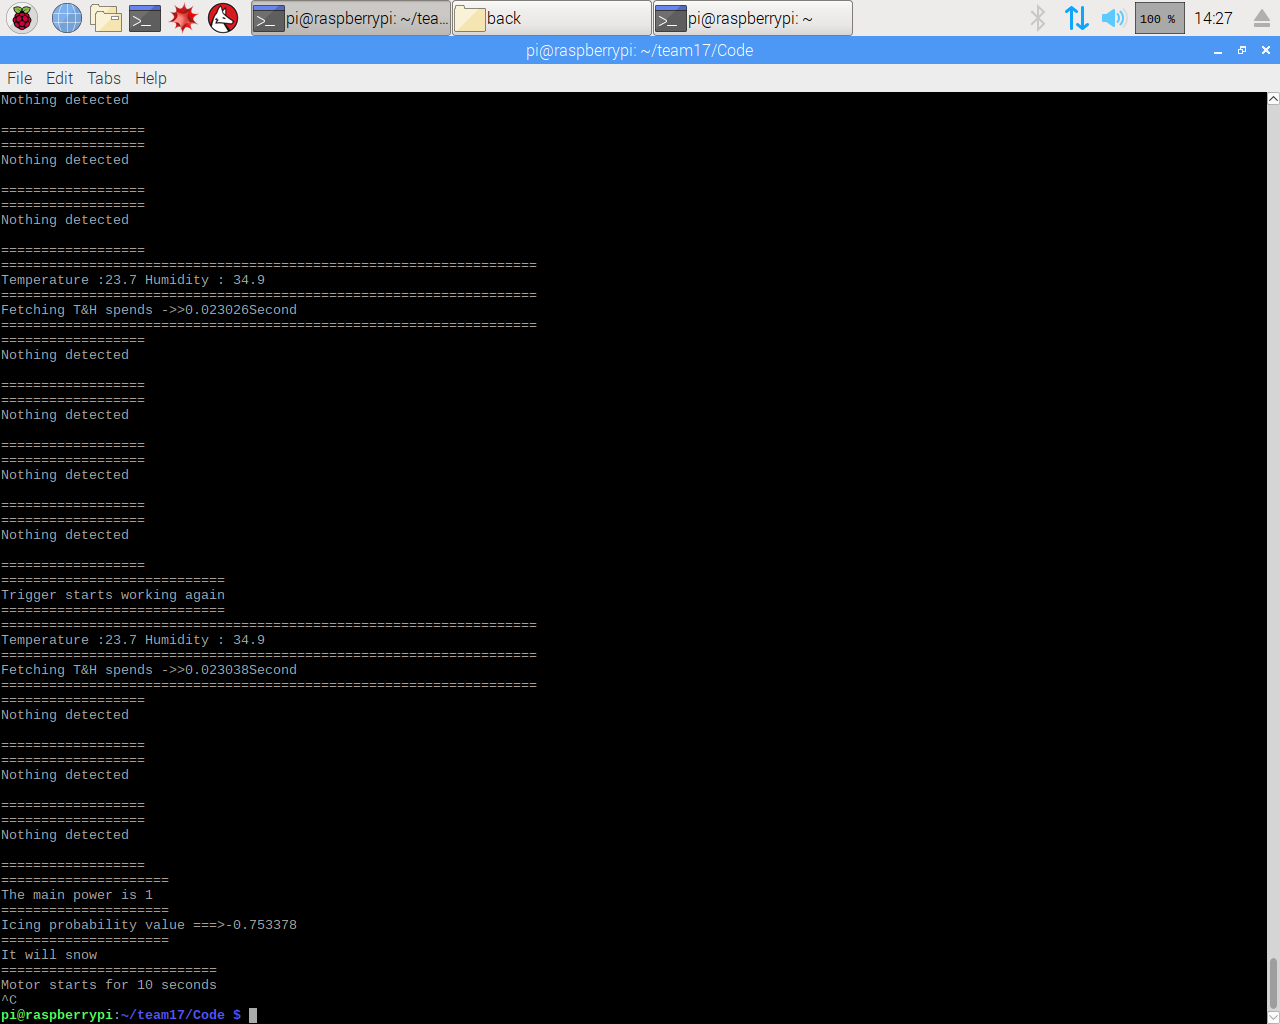 pi@raspberrypi: ~/tea...
back
pi@raspberrypi: ~
100 %
14:27
pi@raspberrypi: ~/team17/Code
File Edit Tabs Help
Nothing detected
==================
==================
Nothing detected
==================
==================
Nothing detected
==================
===================================================================
Temperature :23.7 Humidity : 34.9
===================================================================
Fetching T&H spends ->>0.023026Second
===================================================================
==================
Nothing detected
==================
==================
Nothing detected
==================
==================
Nothing detected
==================
==================
Nothing detected
==================
============================
Trigger starts working again
============================
===================================================================
Temperature :23.7 Humidity : 34.9
===================================================================
Fetching T&H spends ->>0.023038Second
===================================================================
==================
Nothing detected
==================
==================
Nothing detected
==================
==================
Nothing detected
==================
=====================
The main power is 1
=====================
Icing probability value ===>-0.753378
=====================
It will snow
===========================
Motor starts for 10 seconds
^C
pi@raspberrypi:~/team17/Code $